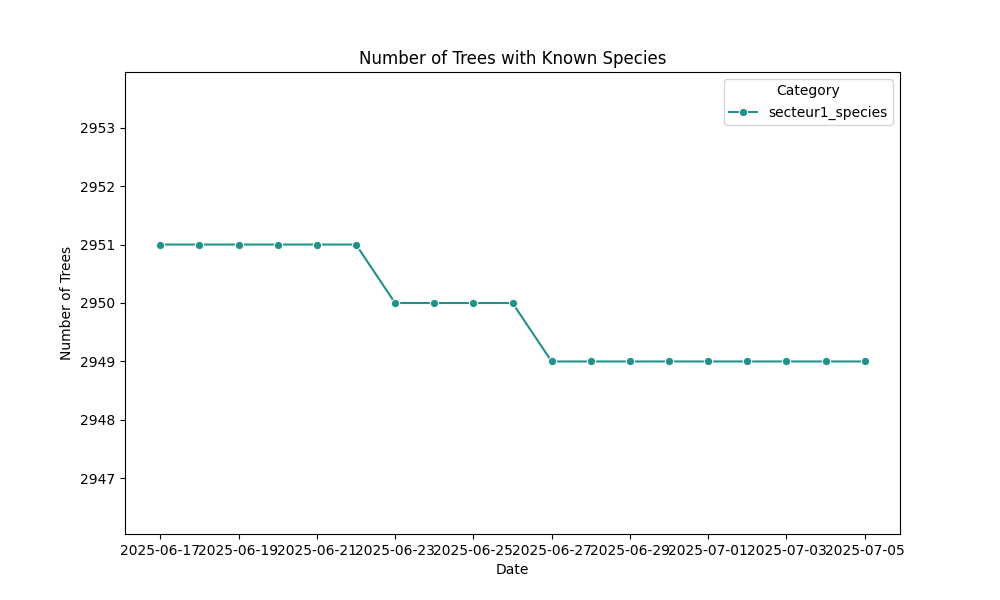 Number of Trees with Known Species
Category
secteur1_species
2953
2952
2951
2950
2949
2948
2947
Number of Trees
2025-06-17 2025-06-19 2025-06-21 2025-06-23 2025-06-25 2025-06-27 2025-06-29 2025-07-01 2025-07-03 2025-07-05
Date